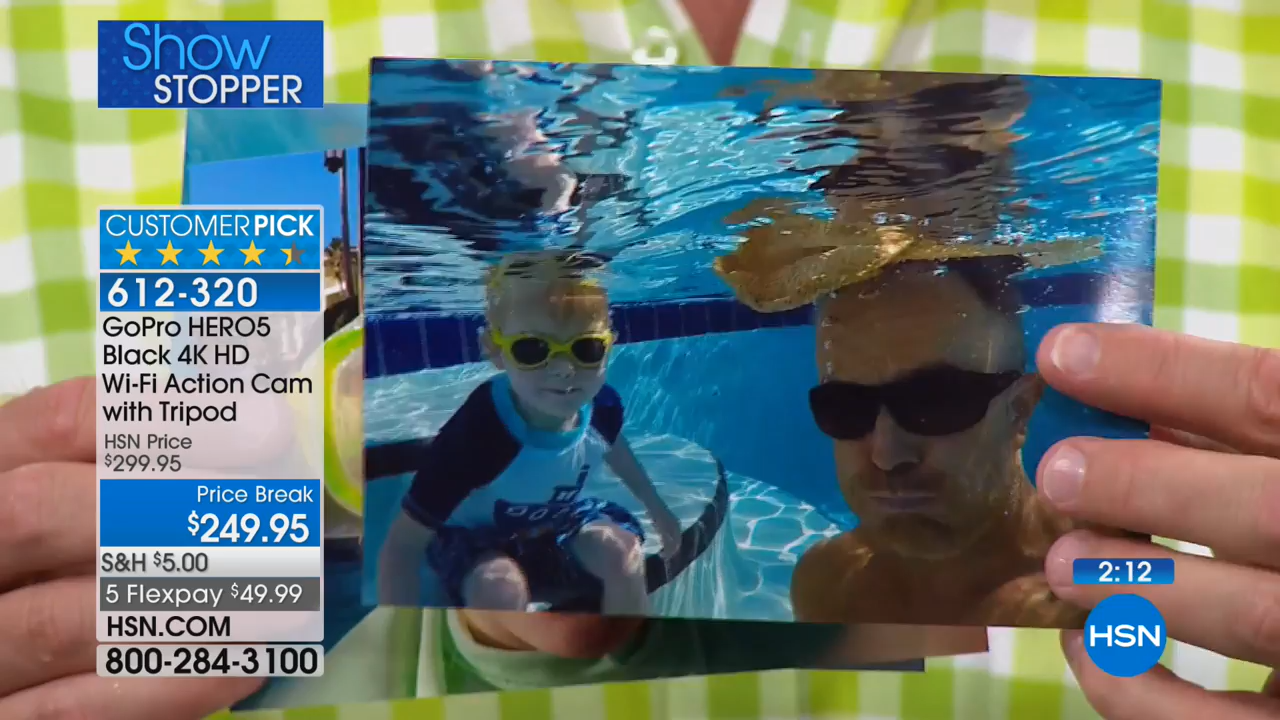 Show
STOPPER
CUSTOMER PICK
612-320
GoPro HERO5
Black 4K HD
Wi-Fi Action Cam
with Tripod
HSN Price
$299.95
Price Break
$249.95
S&H $5.00
5 Flexpay $49.99
HSN.COM
800-284-3100
2:12
HSN